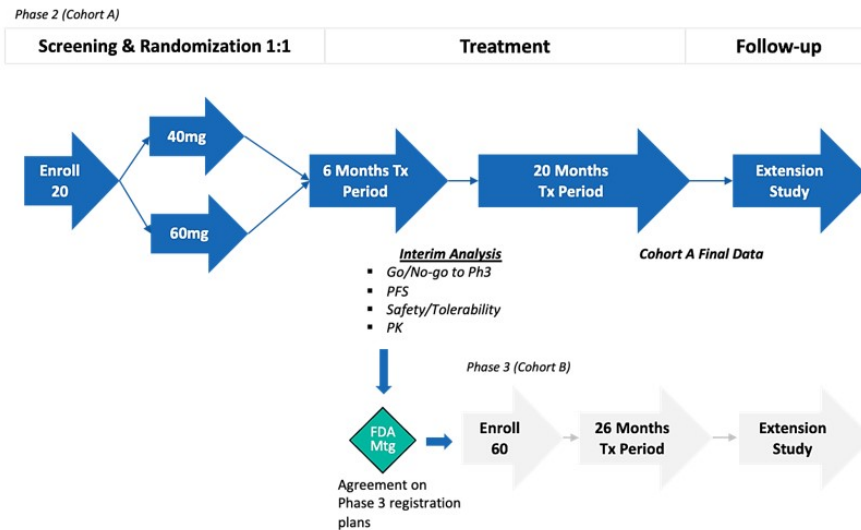 Phase 2 (Cohort A)
Screening & Randomization 1:1
Treatment
Follow-up
Enroll
20
40mg
60mg
6 Months Tx
Period
20 Months
Tx Period
Extension
Study
Interim Analysis
▪ Go/No-go to Ph3
▪ PFS
▪ Safety/Tolerability
▪ PK
Cohort A Final Data
Phase 3 (Cohort B)
FDA
Mtg
Agreement on
Phase 3 registration
plans
Enroll
60
26 Months
Tx Period
Extension
Study